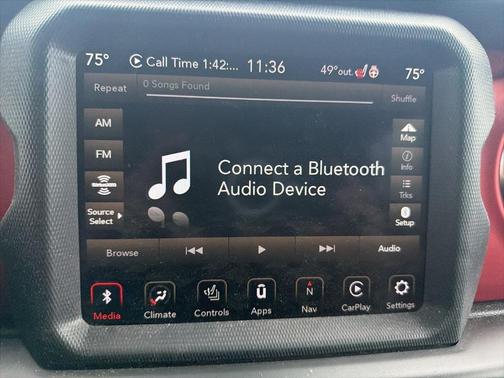 75° Call Time 1:42:... 11:36 49°out. 75°
Repeat 0 Songs Found Shuffle
AM
FM
SiriusXM
Source
Select
Map
Info
Trks
Setup
Connect a Bluetooth
Audio Device
Browse Audio
Media Climate Controls Apps Nav CarPlay Settings
N